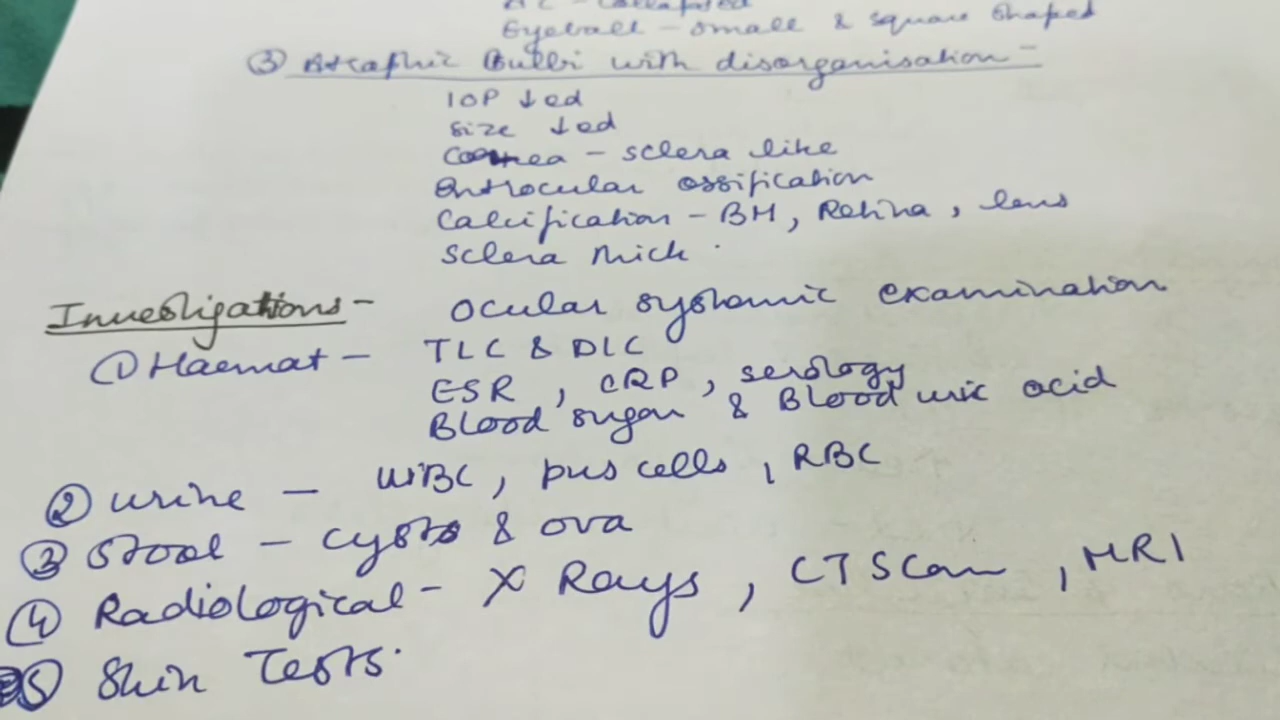 AC - Collapsed
Eyeball - small & square shaped
③ Atrophic Bulbi with disorganisation -
IOP ↓ed
Size ↓ed
Cornea - sclera like
Entrocular ossification
Calcification - BM, Retina, lens
Sclera thick.
Investigations - Ocular systemic examination
① Haemat - TLC & DLC
ESR, CRP, serology
Blood sugar & Blood uric acid
② Urine - WBC, pus cells, RBC
③ Stool - cysts & ova
④ Radiological - X Rays, CT Scan, MRI
⑤ Skin Tests.